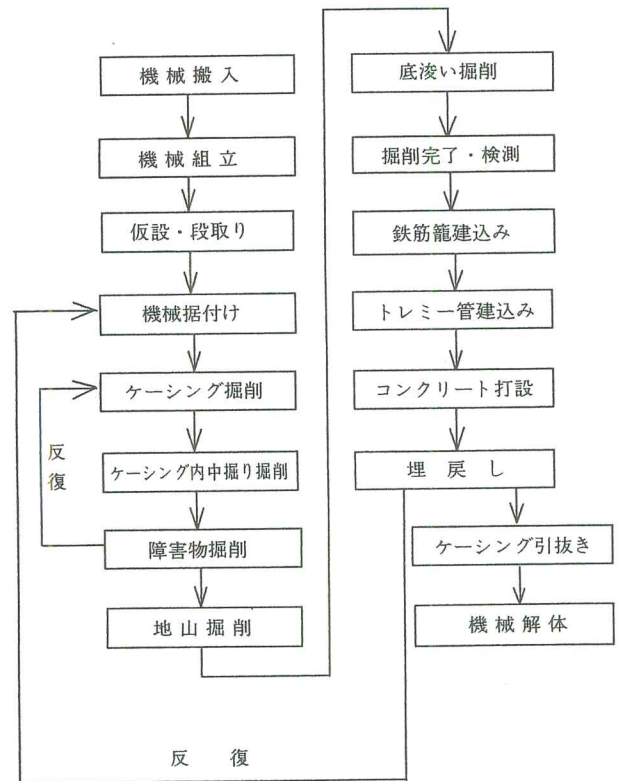 機械搬入
機械組立
仮設・段取り
機械据付け
ケーシング掘削
反復
ケーシング内中掘り掘削
障害物掘削
地山掘削
底浚い掘削
掘削完了・検測
鉄筋籠建込み
トレミー管建込み
コンクリート打設
埋戻し
ケーシング引抜き
機械解体
反復